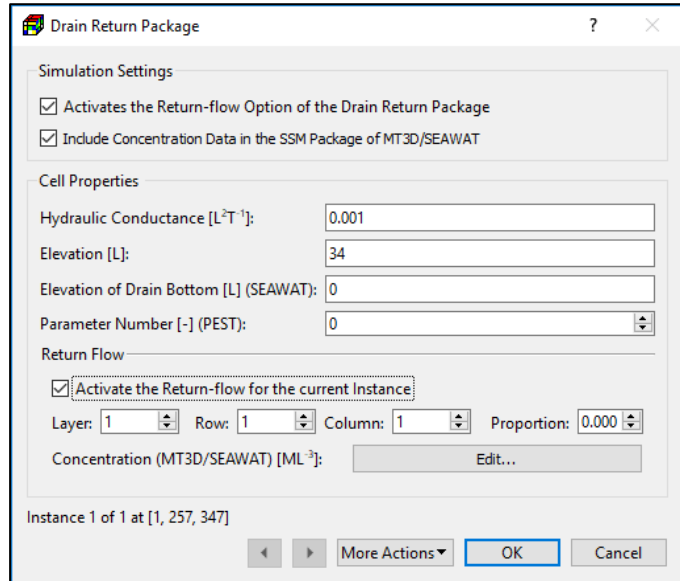 Drain Return Package ?
Simulation Settings
Activates the Return-flow Option of the Drain Return Package
Include Concentration Data in the SSM Package of MT3D/SEAWAT
Cell Properties
Hydraulic Conductance [L²T⁻¹]: 0.001
Elevation [L]: 34
Elevation of Drain Bottom [L] (SEAWAT): 0
Parameter Number [-] (PEST): 0
Return Flow
Activate the Return-flow for the current Instance
Layer: 1 Row: 1 Column: 1 Proportion: 0.000
Concentration (MT3D/SEAWAT) [ML⁻³]: Edit...
Instance 1 of 1 at [1, 257, 347]
More Actions OK Cancel